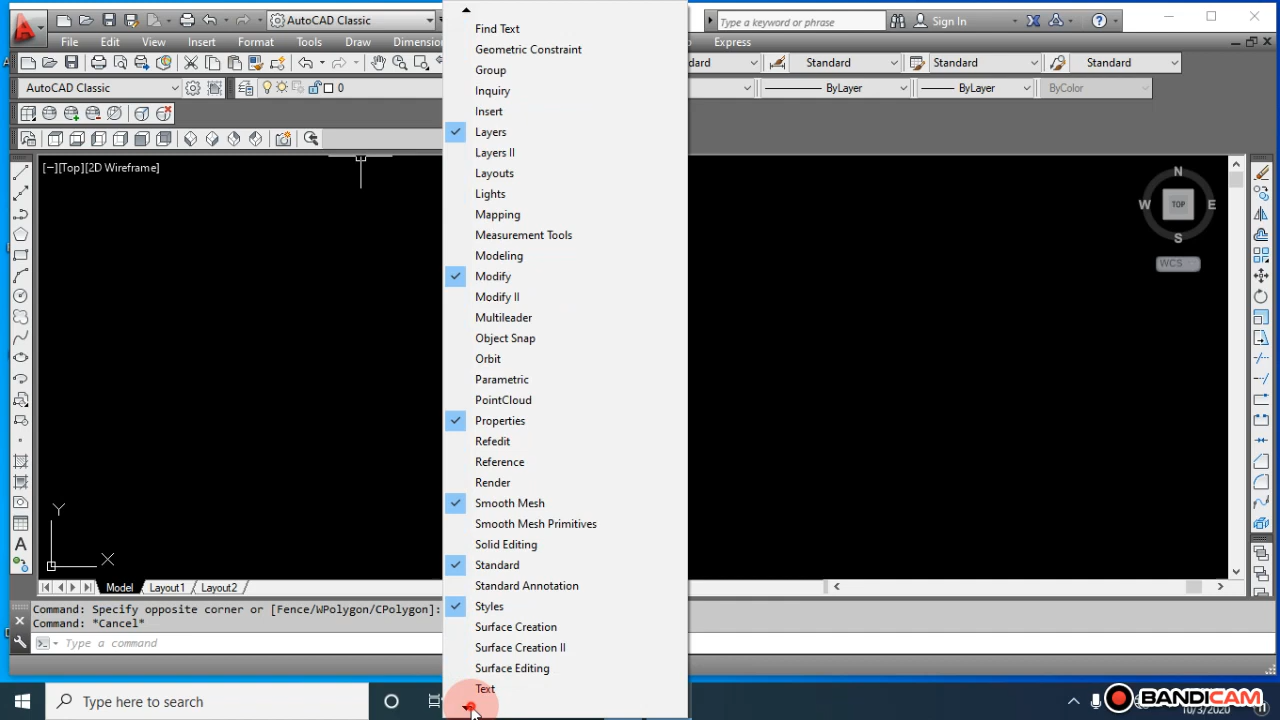 AutoCAD Classic
Type a keyword or phrase
Sign In
File Edit View Insert Format Tools Draw Dimension Express
Standard Standard Standard
AutoCAD Classic
0
ByLayer
ByLayer
ByColor
[−][Top][2D Wireframe]
Find Text
Geometric Constraint
Group
Inquiry
Insert
Layers
Layers II
Layouts
Lights
Mapping
Measurement Tools
Modeling
Modify
Modify II
Multileader
Object Snap
Orbit
Parametric
PointCloud
Properties
Refedit
Reference
Render
Smooth Mesh
Smooth Mesh Primitives
Solid Editing
Standard
Standard Annotation
Styles
Surface Creation
Surface Creation II
Surface Editing
Text
N
W TOP E
S
WCS
Y
X
Model Layout1 Layout2
Command: Specify opposite corner or [Fence/WPolygon/CPolygon]:
Command: *Cancel*
Type a command
Type here to search
BANDICAM
10/3/2020